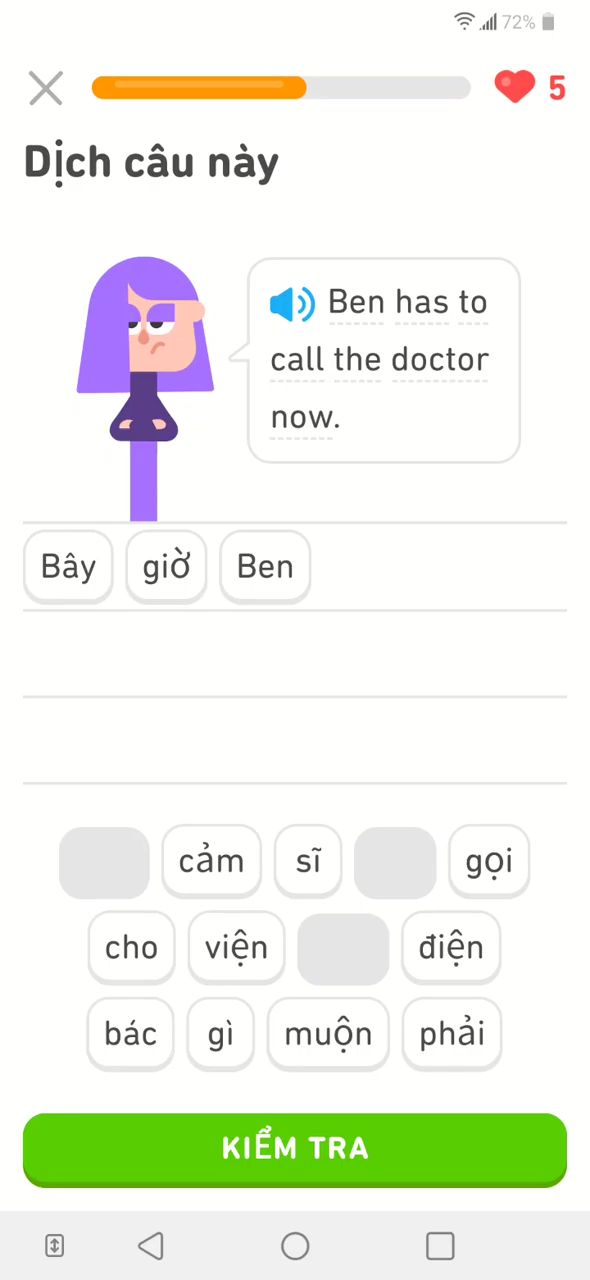 72%
5
Dịch câu này
Ben has to
call the doctor
now.
Bây giờ Ben
cảm sĩ gọi
cho viện điện
bác gì muộn phải
KIỂM TRA